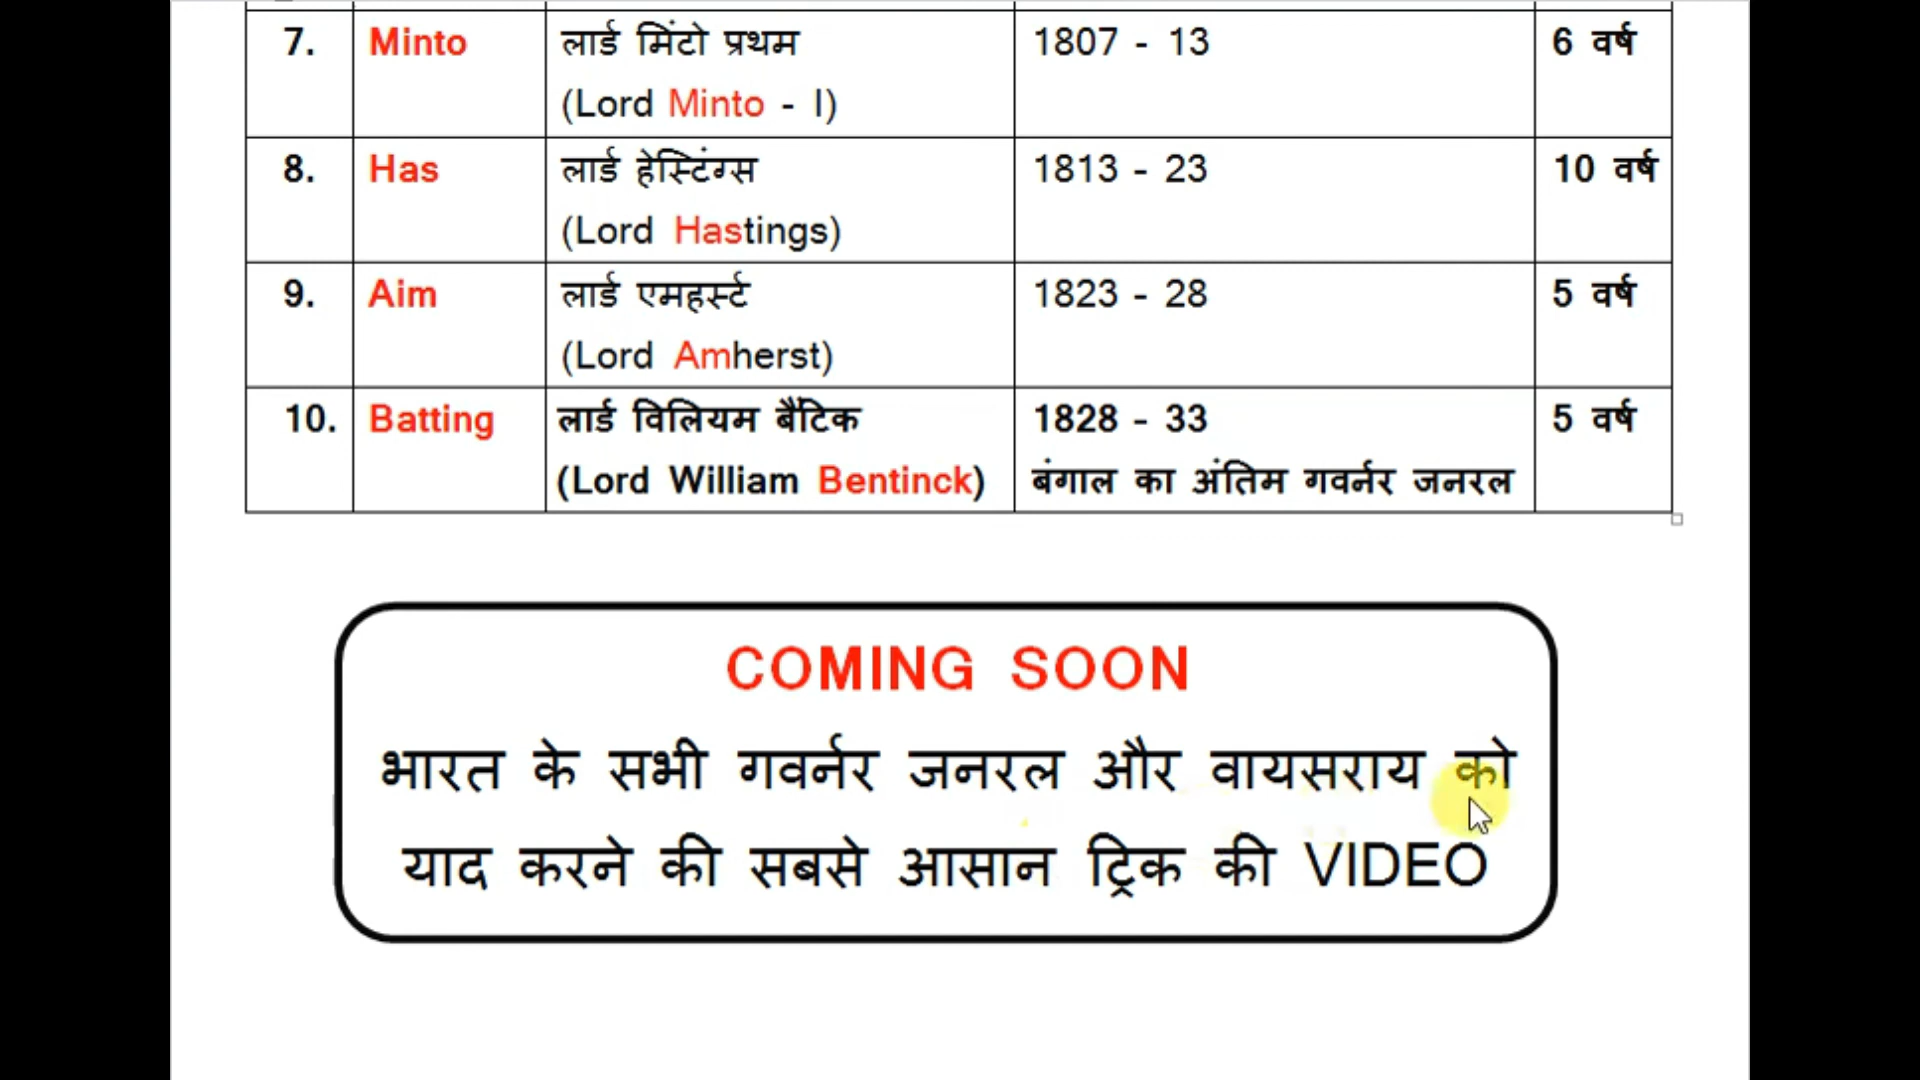 7. Minto लार्ड मिंटो प्रथम 1807 - 13 6 वर्ष
(Lord Minto - I)
8. Has लार्ड हेस्टिंग्स 1813 - 23 10 वर्ष
(Lord Hastings)
9. Aim लार्ड एमहर्स्ट 1823 - 28 5 वर्ष
(Lord Amherst)
10. Batting लार्ड विलियम बैंटिक 1828 - 33 5 वर्ष
(Lord William Bentinck) बंगाल का अंतिम गवर्नर जनरल
COMING SOON
भारत के सभी गवर्नर जनरल और वायसराय को
याद करने की सबसे आसान ट्रिक की VIDEO